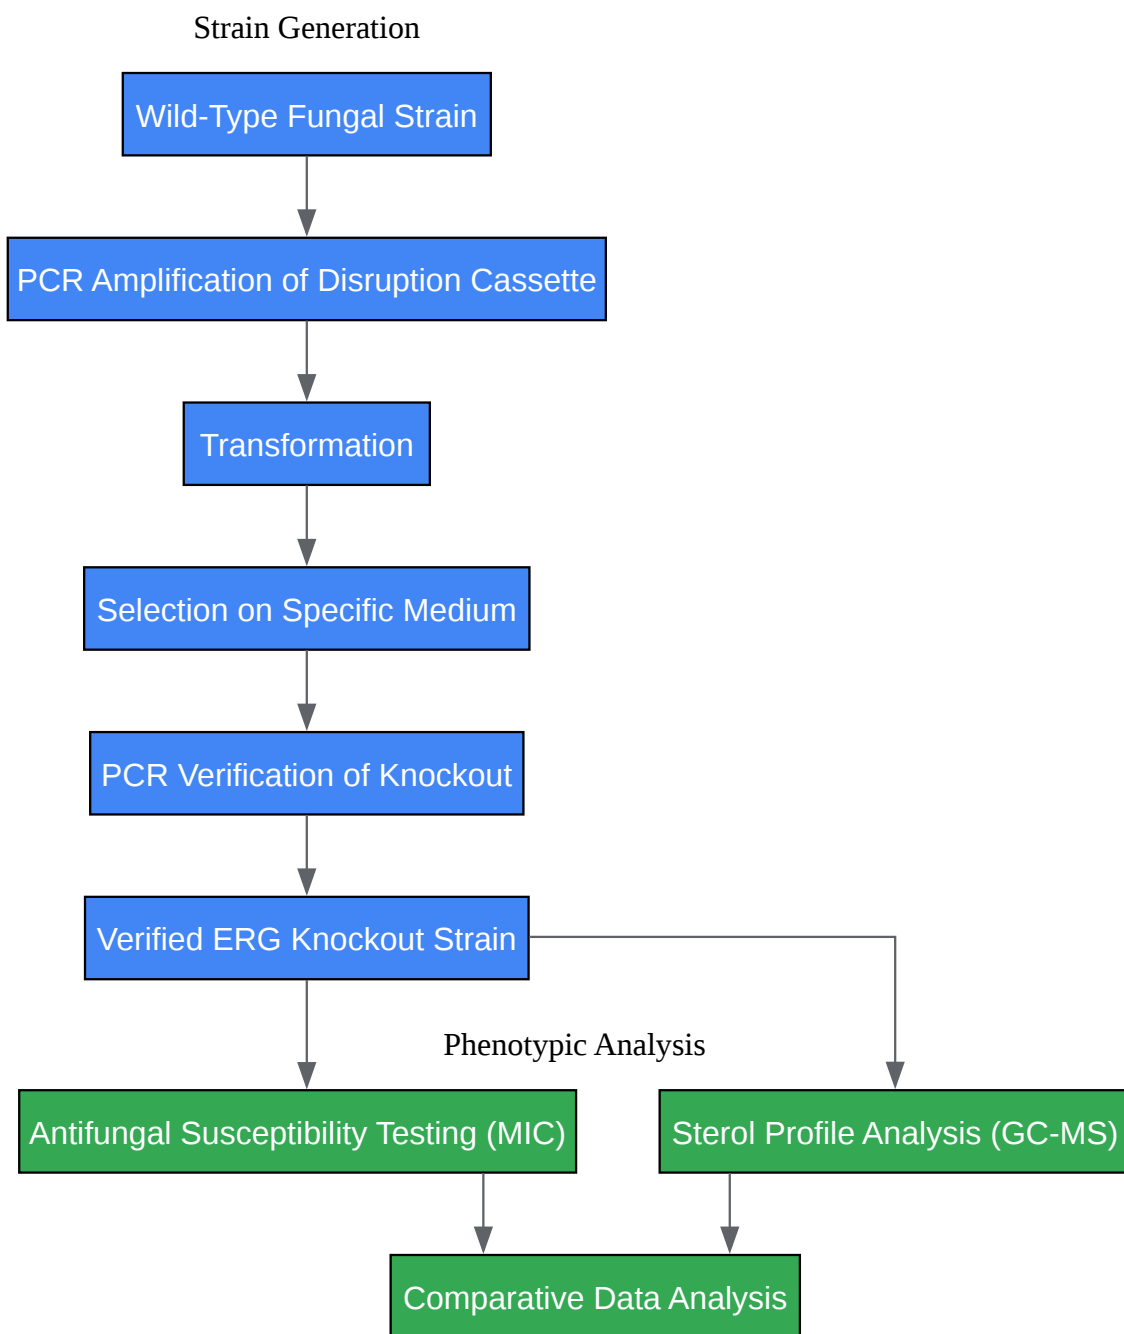 Strain Generation
Wild-Type Fungal Strain
PCR Amplification of Disruption Cassette
Transformation
Selection on Specific Medium
PCR Verification of Knockout
Verified ERG Knockout Strain
Phenotypic Analysis
Antifungal Susceptibility Testing (MIC)
Sterol Profile Analysis (GC-MS)
Comparative Data Analysis